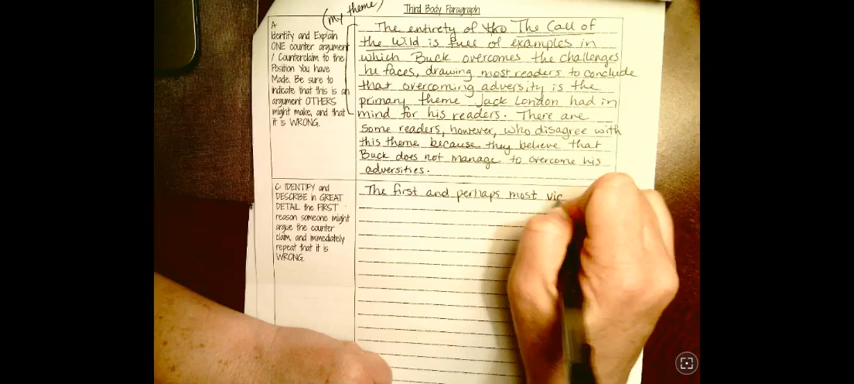 Third Body Paragraph
(my theme)
A:
Identify and Explain
ONE counter argument
/ Counterclaim to the
Position You have
Made. Be sure to
indicate that this is an
argument OTHERS
might make, and that
it is WRONG.
The entirety of The Call of
the Wild is full of examples in
which Buck overcomes the challenges
he faces, drawing most readers to conclude
that overcoming adversity is the
primary theme Jack London had in
mind for his readers. There are
some readers, however, who disagree with
this theme because they believe that
Buck does not manage to overcome his
adversities.
C: IDENTIFY and
DESCRIBE in GREAT
DETAIL the FIRST
reason someone might
argue the counter
claim, and immediately
repeat that it is
WRONG.
The first and perhaps most vic